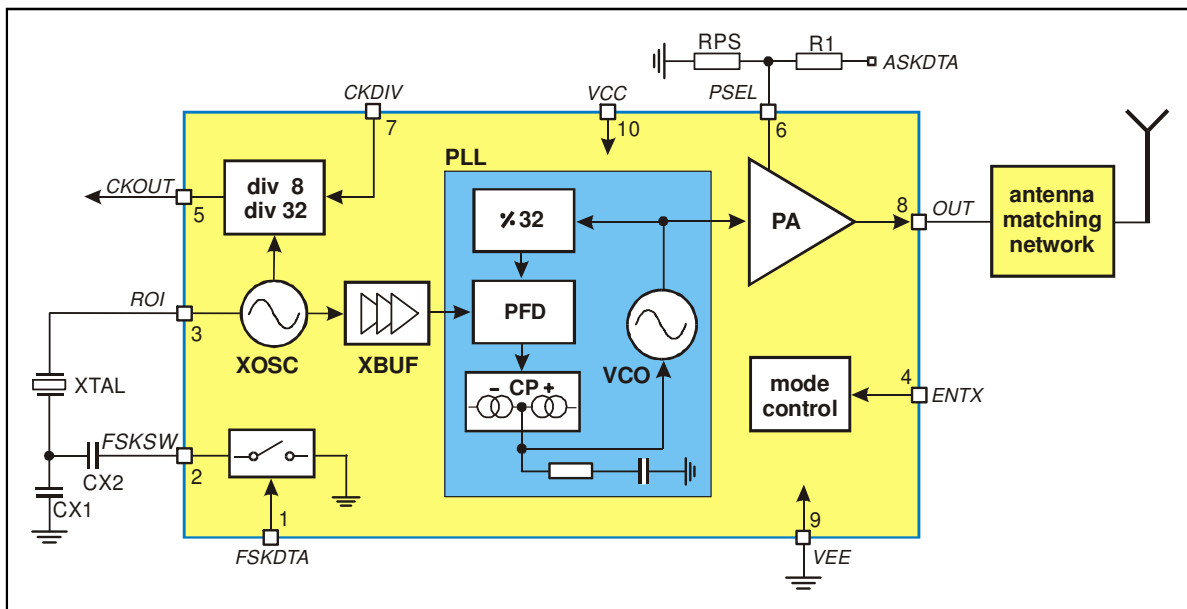 RPS
R1
ASKDTA
CKDIV
VCC
PSEL
7
10
6
PLL
CKOUT
5
div 8
div 32
⁒32
PA
8
OUT
antenna
matching
network
ROI
3
PFD
XOSC
XBUF
VCO
XTAL
- CP +
mode
control
4
ENTX
FSKSW
2
CX2
CX1
1
9
FSKDTA
VEE